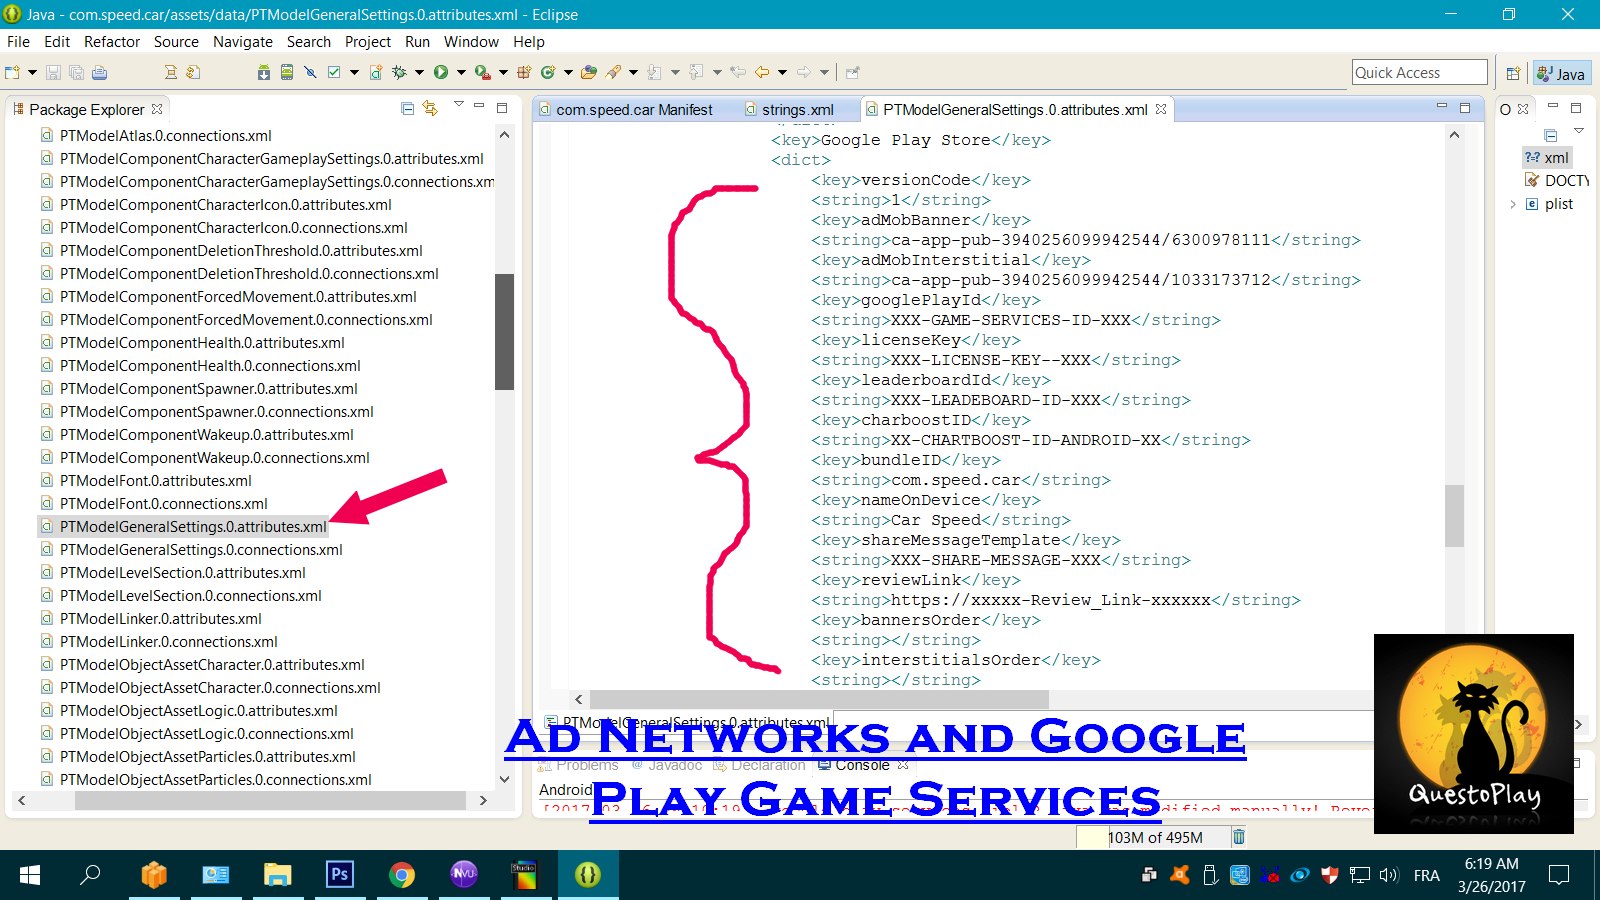 Java - com.speed.car/assets/data/PTModelGeneralSettings.0.attributes.xml - Eclipse
File Edit Refactor Source Navigate Search Project Run Window Help
Quick Access
Java
Package Explorer
PTModelAtlas.0.connections.xml
PTModelComponentCharacterGameplaySettings.0.attributes.xml
PTModelComponentCharacterGameplaySettings.0.connections.xm
PTModelComponentCharacterIcon.0.attributes.xml
PTModelComponentCharacterIcon.0.connections.xml
PTModelComponentDeletionThreshold.0.attributes.xml
PTModelComponentDeletionThreshold.0.connections.xml
PTModelComponentForcedMovement.0.attributes.xml
PTModelComponentForcedMovement.0.connections.xml
PTModelComponentHealth.0.attributes.xml
PTModelComponentHealth.0.connections.xml
PTModelComponentSpawner.0.attributes.xml
PTModelComponentSpawner.0.connections.xml
PTModelComponentWakeup.0.attributes.xml
PTModelComponentWakeup.0.connections.xml
PTModelFont.0.attributes.xml
PTModelFont.0.connections.xml
PTModelGeneralSettings.0.attributes.xml
PTModelGeneralSettings.0.connections.xml
PTModelLevelSection.0.attributes.xml
PTModelLevelSection.0.connections.xml
PTModelLinker.0.attributes.xml
PTModelLinker.0.connections.xml
PTModelObjectAssetCharacter.0.attributes.xml
PTModelObjectAssetCharacter.0.connections.xml
PTModelObjectAssetLogic.0.attributes.xml
PTModelObjectAssetLogic.0.connections.xml
PTModelObjectAssetParticles.0.attributes.xml
PTModelObjectAssetParticles.0.connections.xml
com.speed.car Manifest strings.xml PTModelGeneralSettings.0.attributes.xml
<key>Google Play Store</key>
<dict>
<key>versionCode</key>
<string>1</string>
<key>adMobBanner</key>
<string>ca-app-pub-3940256099942544/6300978111</string>
<key>adMobInterstitial</key>
<string>ca-app-pub-3940256099942544/1033173712</string>
<key>googlePlayId</key>
<string>XXX-GAME-SERVICES-ID-XXX</string>
<key>licenseKey</key>
<string>XXX-LICENSE-KEY--XXX</string>
<key>leaderboardId</key>
<string>XXX-LEADEBOARD-ID-XXX</string>
<key>charboostID</key>
<string>XX-CHARTBOOST-ID-ANDROID-XX</string>
<key>bundleID</key>
<string>com.speed.car</string>
<key>nameOnDevice</key>
<string>Car Speed</string>
<key>shareMessageTemplate</key>
<string>XXX-SHARE-MESSAGE-XXX</string>
<key>reviewLink</key>
<string>https://xxxxx-Review_Link-xxxxxx</string>
<key>bannersOrder</key>
<string></string>
<key>interstitialsOrder</key>
<string></string>
PTModelGeneralSettings.0.attributes.xml
O
?=? xml
DOCTY
e plist
Ad Networks and Google
Play Game Services
Problems @ Javadoc Declaration Console
Android
103M of 495M
QuestoPlay
Ps
NVU
Studio
FRA
6:19 AM
3/26/2017